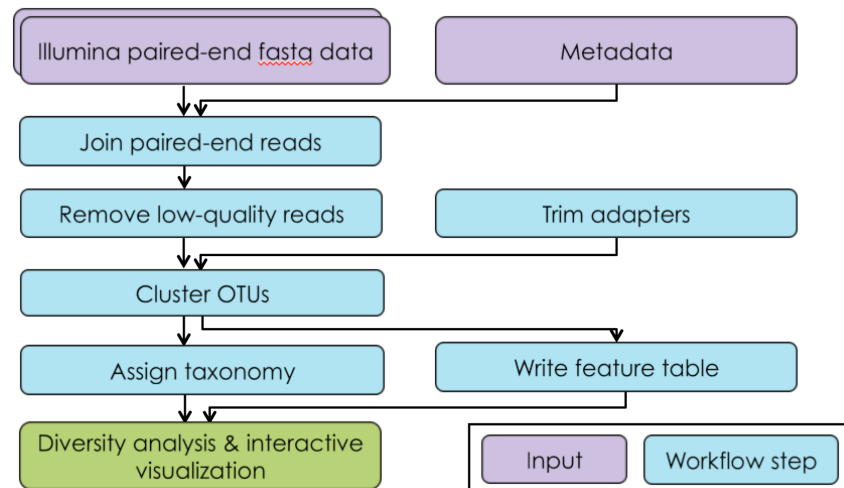 Illumina paired-end fastq data
Metadata
Join paired-end reads
Remove low-quality reads
Trim adapters
Cluster OTUs
Assign taxonomy
Write feature table
Diversity analysis & interactive
visualization
Input
Workflow step